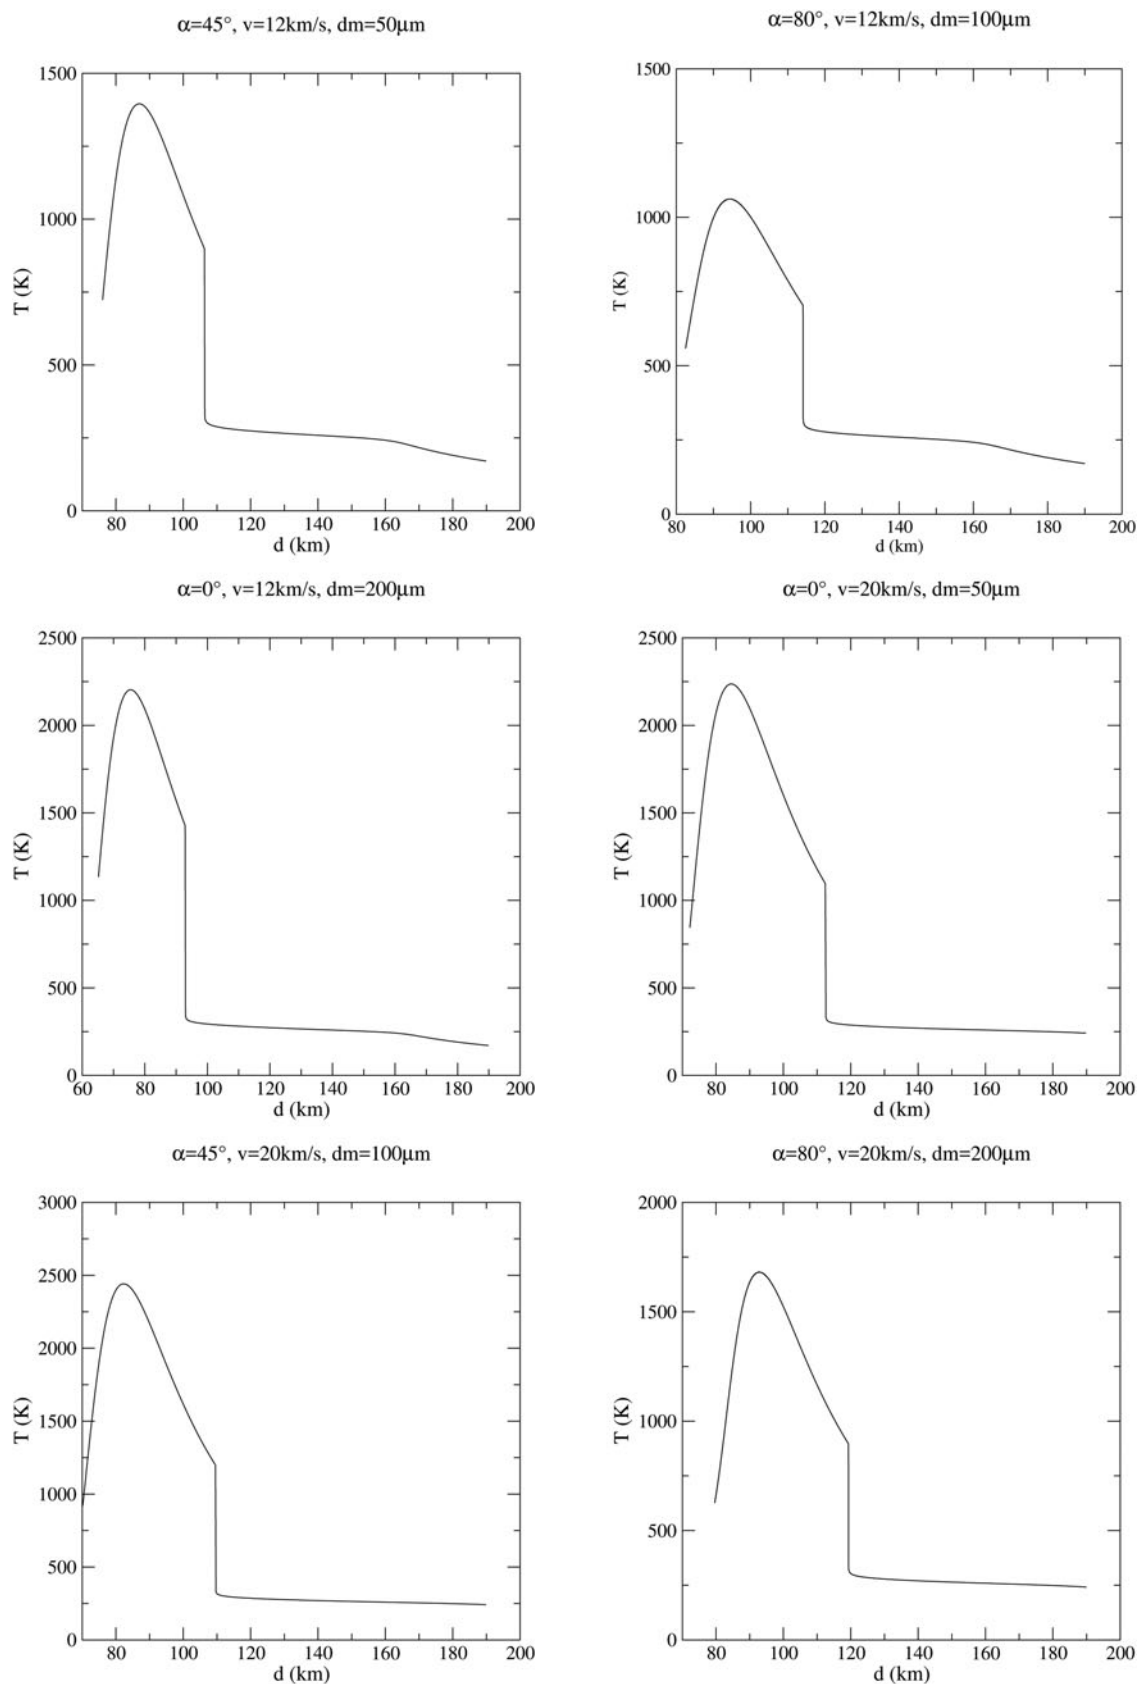 α=45°, v=12km/s, dm=50μm
1500
1000
500
0
T (K)
80 100 120 140 160 180 200
d (km)
α=80°, v=12km/s, dm=100μm
1500
1000
500
0
T (K)
80 100 120 140 160 180 200
d (km)
α=0°, v=12km/s, dm=200μm
2500
2000
1500
1000
500
0
T (K)
60 80 100 120 140 160 180 200
d (km)
α=0°, v=20km/s, dm=50μm
2500
2000
1500
1000
500
0
T (K)
80 100 120 140 160 180 200
d (km)
α=45°, v=20km/s, dm=100μm
3000
2500
2000
1500
1000
500
0
T (K)
80 100 120 140 160 180 200
d (km)
α=80°, v=20km/s, dm=200μm
2000
1500
1000
500
0
T (K)
80 100 120 140 160 180 200
d (km)